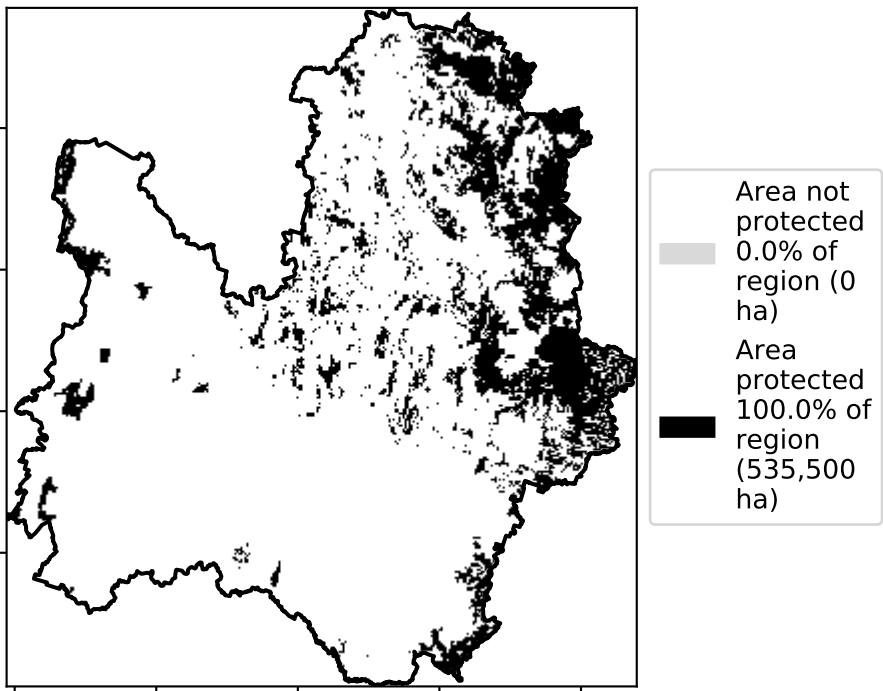 Area not
protected
0.0% of
region (0
ha)
Area
protected
100.0% of
region
(535,500
ha)